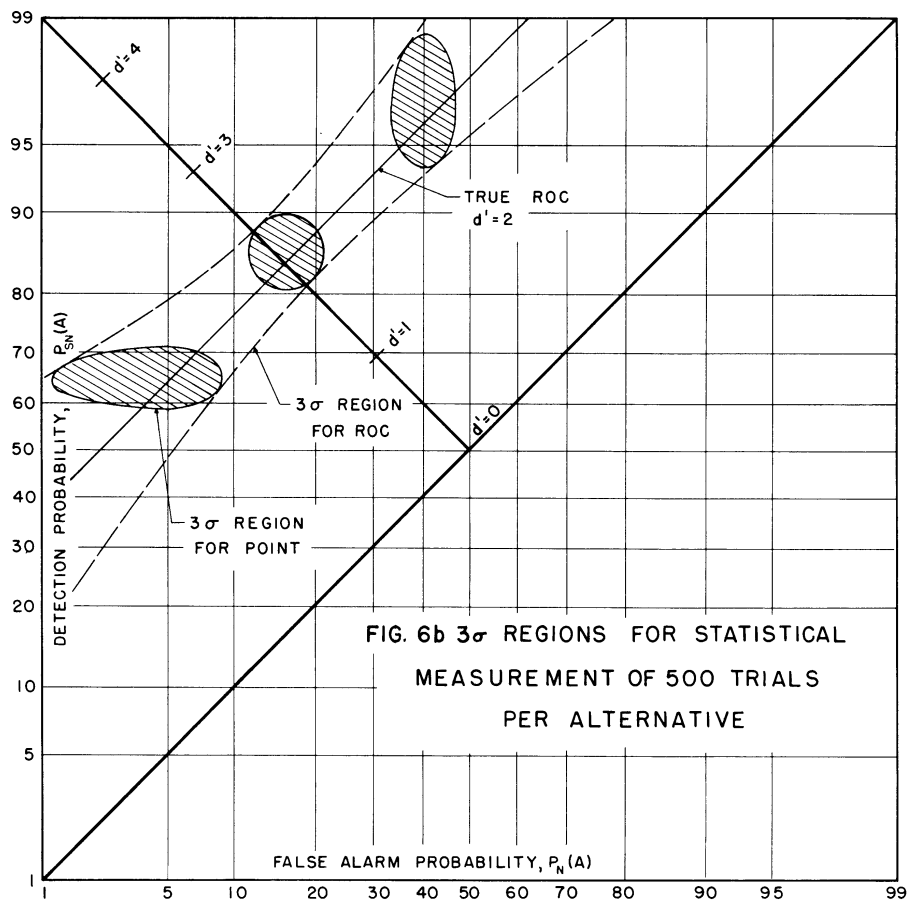 99
95
90
80
70
60
50
40
30
20
10
5
1
DETECTION PROBABILITY, P_SN(A)
d'=4
d'=3
d'=1
d'=0
TRUE ROC
d'=2
3σ REGION
FOR ROC
3σ REGION
FOR POINT
FIG. 6b 3σ REGIONS FOR STATISTICAL
MEASUREMENT OF 500 TRIALS
PER ALTERNATIVE
FALSE ALARM PROBABILITY, P_N(A)
1 5 10 20 30 40 50 60 70 80 90 95 99